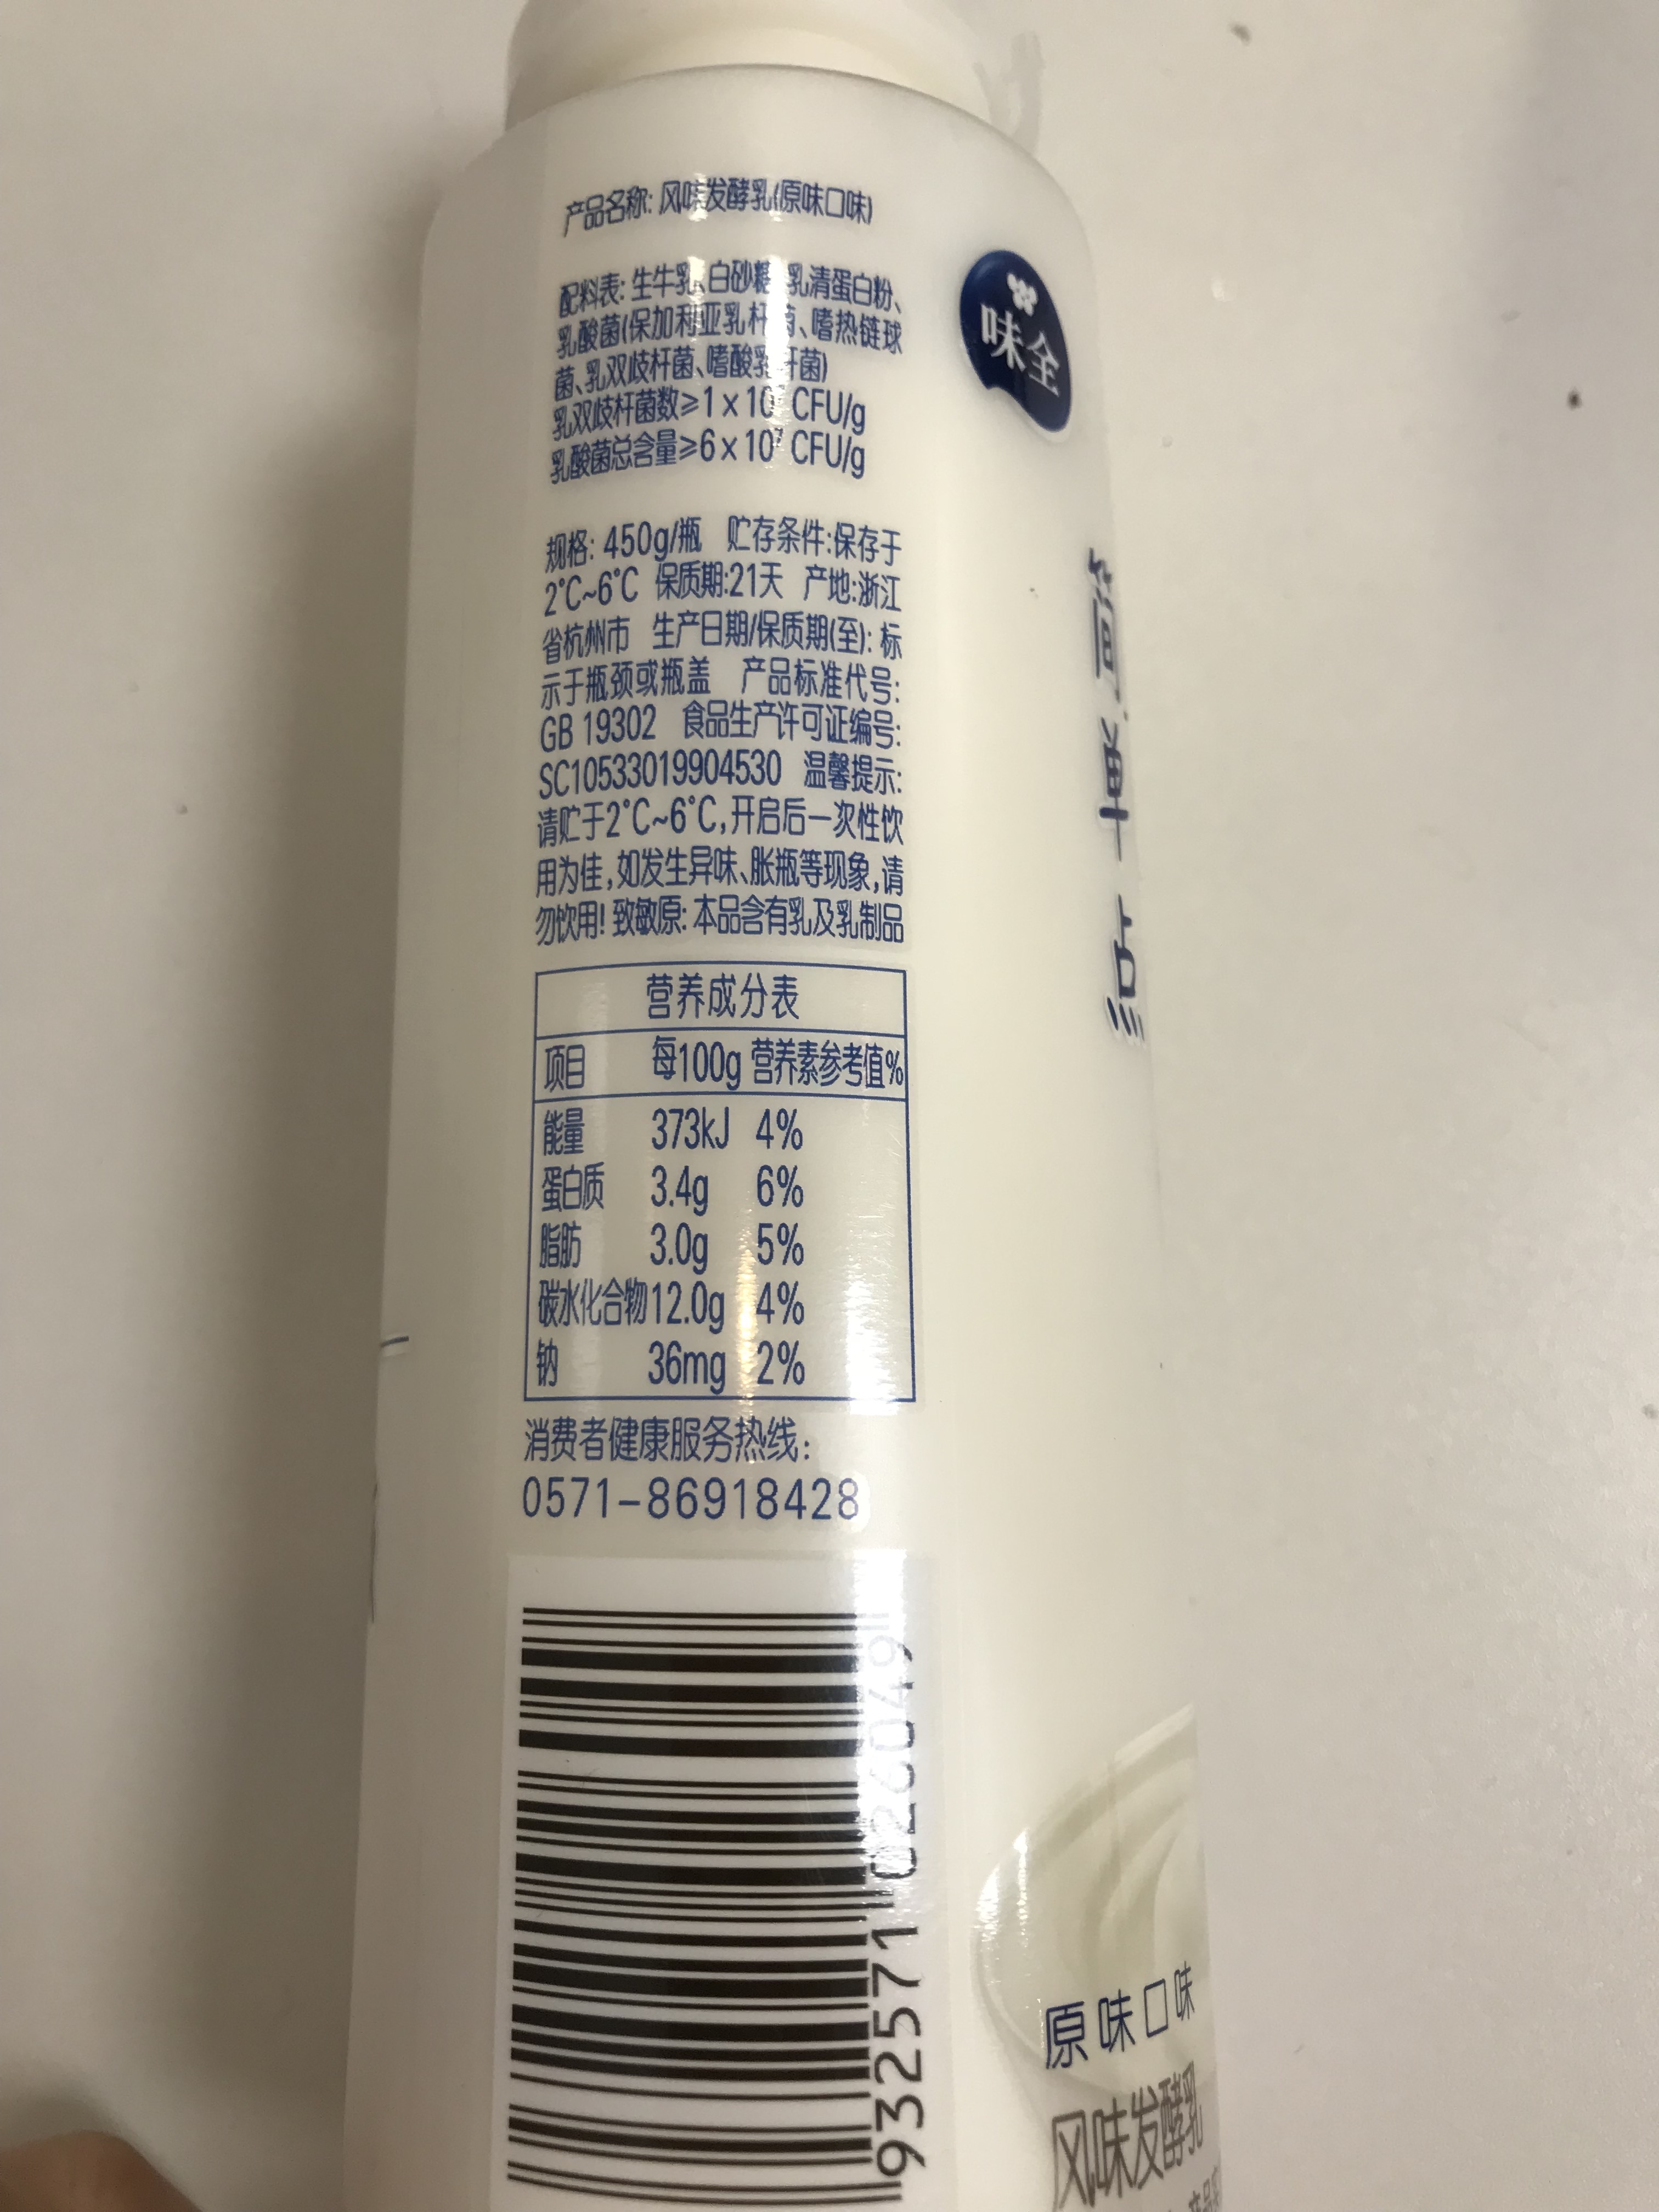 产品名称: 风味发酵乳(原味口味)
配料表: 生牛乳、白砂糖、乳清蛋白粉、
乳酸菌(保加利亚乳杆菌、嗜热链球
菌、乳双歧杆菌、嗜酸乳杆菌)
乳双歧杆菌数≥1×10 CFU/g
乳酸菌总含量≥6×10⁷ CFU/g
规格: 450g/瓶 贮存条件:保存于
2℃~6℃ 保质期:21天 产地:浙江
省杭州市 生产日期/保质期(至): 标
示于瓶颈或瓶盖 产品标准代号:
GB 19302 食品生产许可证编号:
SC10533019904530 温馨提示:
请贮于2℃~6℃,开启后一次性饮
用为佳,如发生异味、胀瓶等现象,请
勿饮用! 致敏原: 本品含有乳及乳制品
营养成分表
项目 每100g 营养素参考值%
能量 373kJ 4%
蛋白质 3.4g 6%
脂肪 3.0g 5%
碳水化合物 12.0g 4%
钠 36mg 2%
消费者健康服务热线:
0571-86918428
932571 026049
味全
简单点
原味口味
风味发酵乳